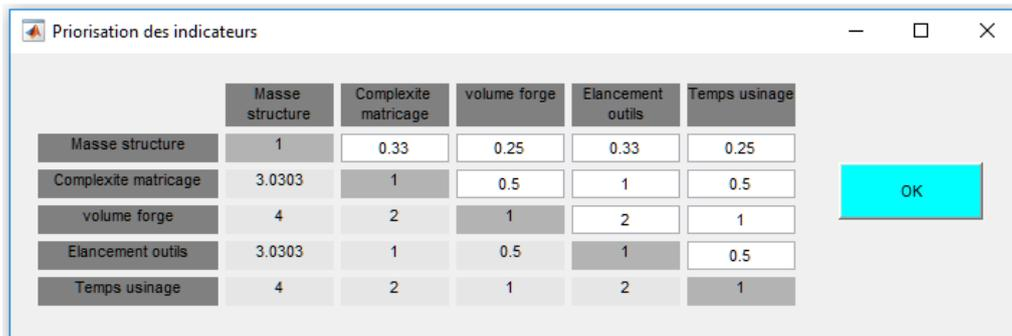 Priorisation des indicateurs
Masse structure Complexite matricage volume forge Elancement outils Temps usinage
Masse structure 1 0.33 0.25 0.33 0.25
Complexite matricage 3.0303 1 0.5 1 0.5
volume forge 4 2 1 2 1
Elancement outils 3.0303 1 0.5 1 0.5
Temps usinage 4 2 1 2 1
OK